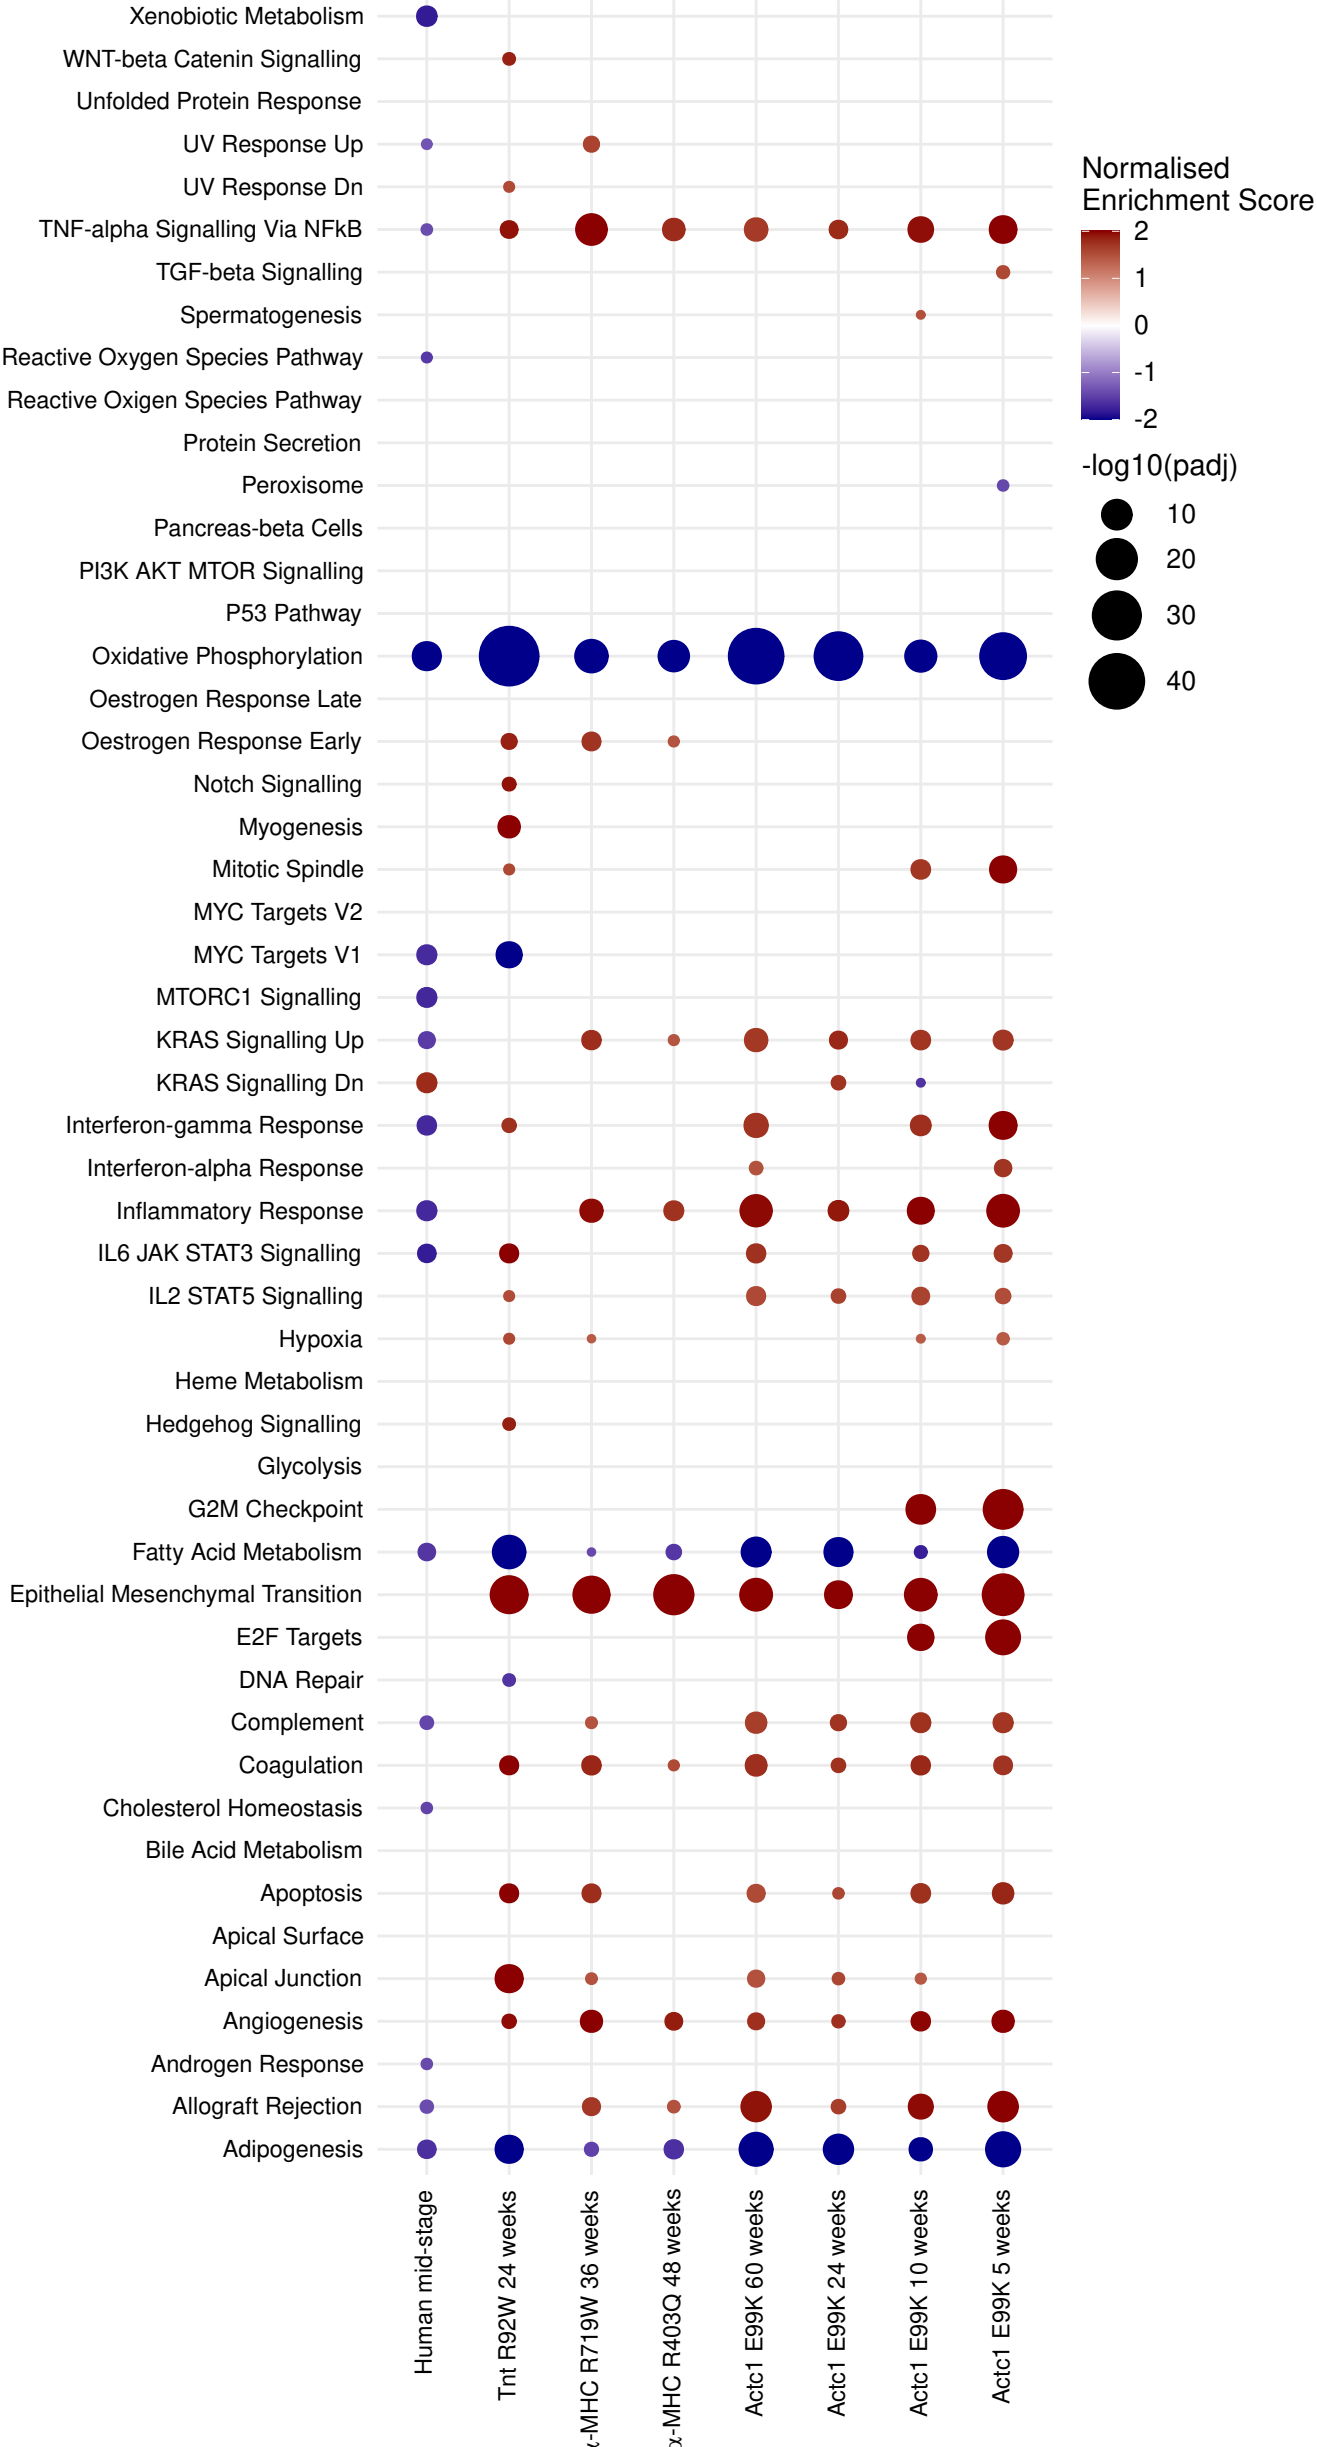 Xenobiotic Metabolism
WNT-beta Catenin Signalling
Unfolded Protein Response
UV Response Up
UV Response Dn
TNF-alpha Signalling Via NFkB
TGF-beta Signalling
Spermatogenesis
Reactive Oxygen Species Pathway
Reactive Oxigen Species Pathway
Protein Secretion
Peroxisome
Pancreas-beta Cells
PI3K AKT MTOR Signalling
P53 Pathway
Oxidative Phosphorylation
Oestrogen Response Late
Oestrogen Response Early
Notch Signalling
Myogenesis
Mitotic Spindle
MYC Targets V2
MYC Targets V1
MTORC1 Signalling
KRAS Signalling Up
KRAS Signalling Dn
Interferon-gamma Response
Interferon-alpha Response
Inflammatory Response
IL6 JAK STAT3 Signalling
IL2 STAT5 Signalling
Hypoxia
Heme Metabolism
Hedgehog Signalling
Glycolysis
G2M Checkpoint
Fatty Acid Metabolism
Epithelial Mesenchymal Transition
E2F Targets
DNA Repair
Complement
Coagulation
Cholesterol Homeostasis
Bile Acid Metabolism
Apoptosis
Apical Surface
Apical Junction
Angiogenesis
Androgen Response
Allograft Rejection
Adipogenesis
Human mid-stage
Tnt R92W 24 weeks
α-MHC R719W 36 weeks
α-MHC R403Q 48 weeks
Actc1 E99K 60 weeks
Actc1 E99K 24 weeks
Actc1 E99K 10 weeks
Actc1 E99K 5 weeks
Normalised
Enrichment Score
2
1
0
-1
-2
-log10(padj)
10
20
30
40